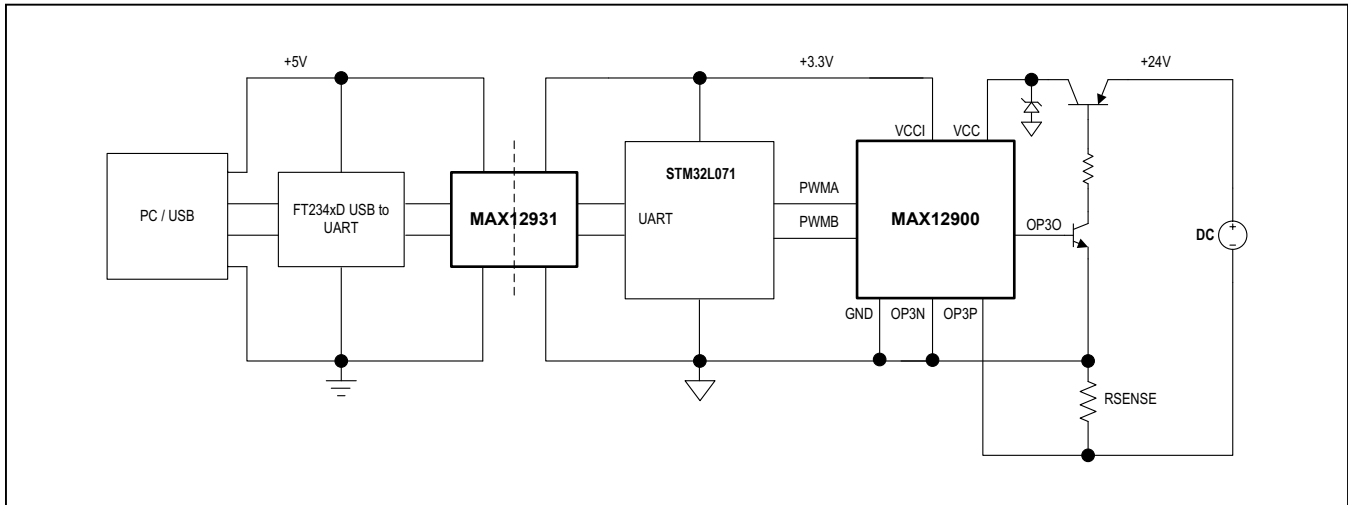 +5V
+3.3V
+24V
VCCI
VCC
STM32L071
PC / USB
FT234xD USB to
UART
MAX12931
UART
PWMA
PWMB
MAX12900
OP3O
DC
GND
OP3N
OP3P
RSENSE